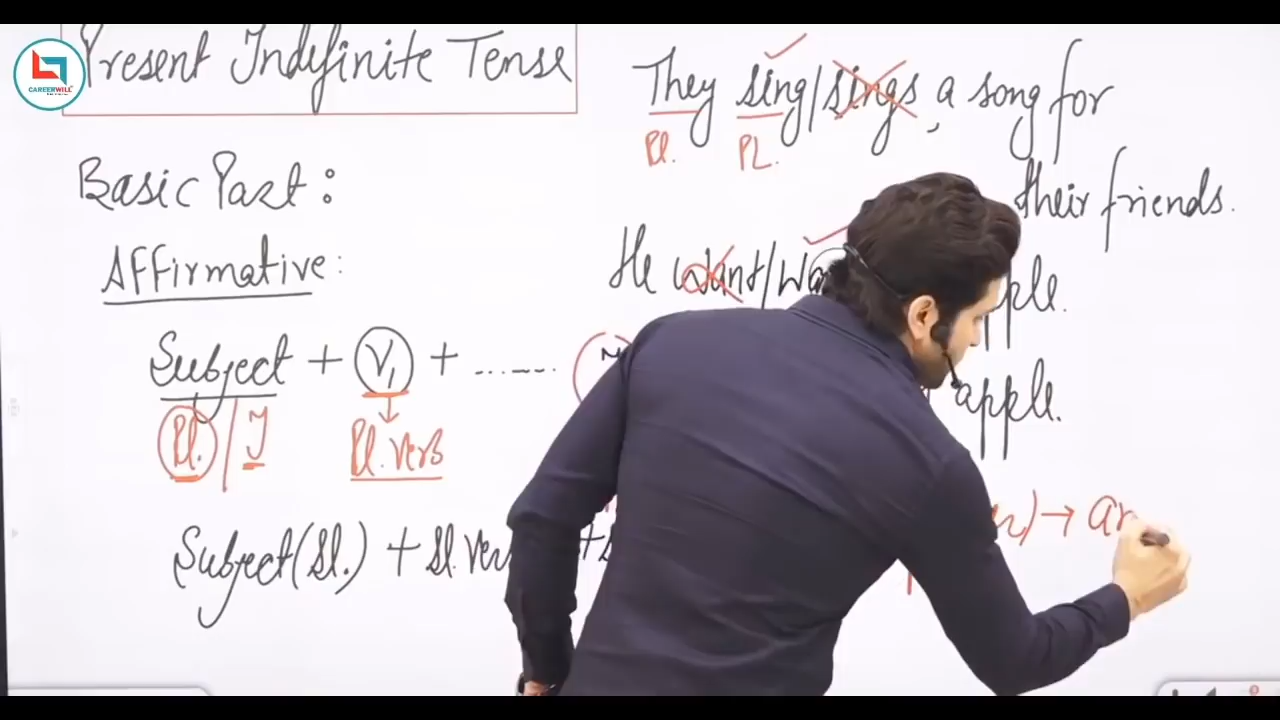 CAREERWILL
Present Indefinite Tense
Basic Part:
Affirmative:
Subject + V1 + .......
Pl. / I Pl. verb
Subject (Sl.) + Sl. Ver
They sing/sings a song for
Pl. PL.
their friends.
He want/wa
apple.
→ ar